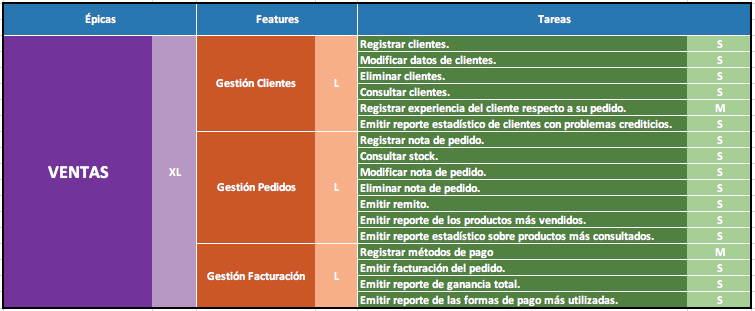 Épicas Features Tareas
Registrar clientes. S
Modificar datos de clientes. S
Eliminar clientes. S
Gestión Clientes L
Consultar clientes. S
Registrar experiencia del cliente respecto a su pedido. M
Emitir reporte estadístico de clientes con problemas crediticios. S
Registrar nota de pedido. S
Consultar stock. S
VENTAS XL
Modificar nota de pedido. S
Gestión Pedidos L
Eliminar nota de pedido. S
Emitir remito. S
Emitir reporte de los productos más vendidos. S
Emitir reporte estadístico sobre productos más consultados. S
Registrar métodos de pago M
Emitir facturación del pedido. S
Gestión Facturación L
Emitir reporte de ganancia total. S
Emitir reporte de las formas de pago más utilizadas. S